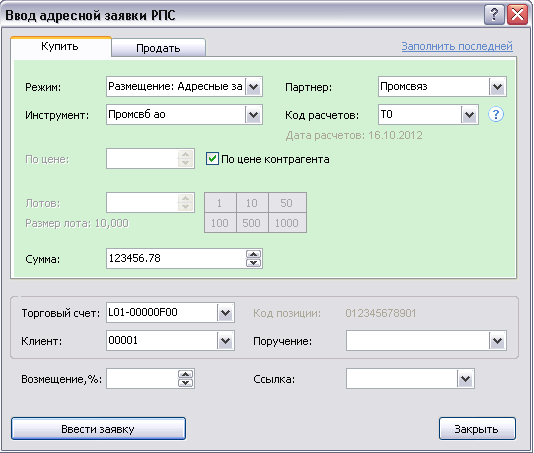 Ввод адресной заявки РПС
Купить Продать Заполнить последней
Режим: Размещение: Адресные за Партнер: Промсвяз
Инструмент: Промсвб ао Код расчетов: T0 ?
Дата расчетов: 16.10.2012
По цене: По цене контрагента
Лотов: 1 10 50
Размер лота: 10,000 100 500 1000
Сумма: 123456.78
Торговый счет: L01-00000F00 Код позиции: 012345678901
Клиент: 00001 Поручение:
Возмещение,%: Ссылка:
Ввести заявку Закрыть